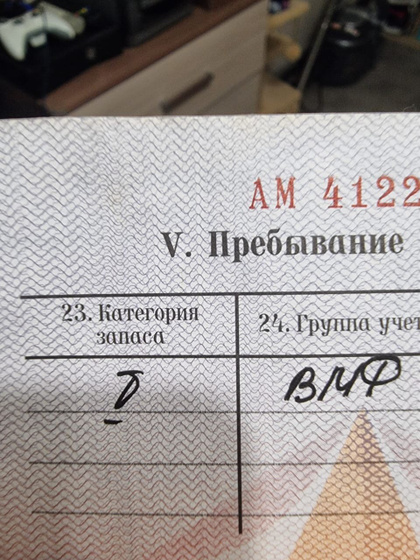 АМ 4122
V. Пребывание
23. Категория
запаса
24. Группа учет
I
ВМФ